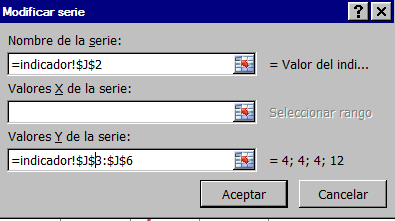 Modificar serie
Nombre de la serie:
=indicador!$J$2
= Valor del indi...
Valores X de la serie:
Seleccionar rango
Valores Y de la serie:
=indicador!$J$3:$J$6
= 4; 4; 4; 12
Aceptar
Cancelar